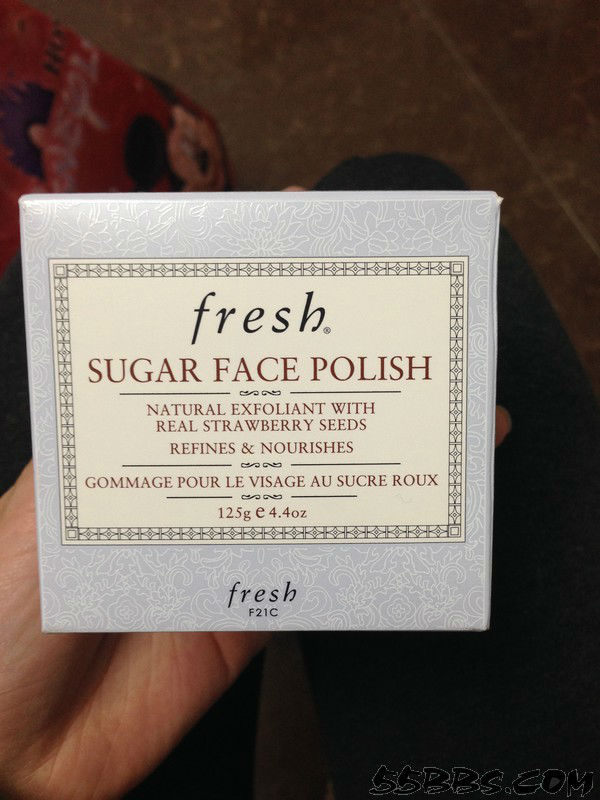 fresh®
SUGAR FACE POLISH
NATURAL EXFOLIANT WITH
REAL STRAWBERRY SEEDS
REFINES & NOURISHES
GOMMAGE POUR LE VISAGE AU SUCRE ROUX
125g e 4.4oz
fresh
F21C
55BBS.COM